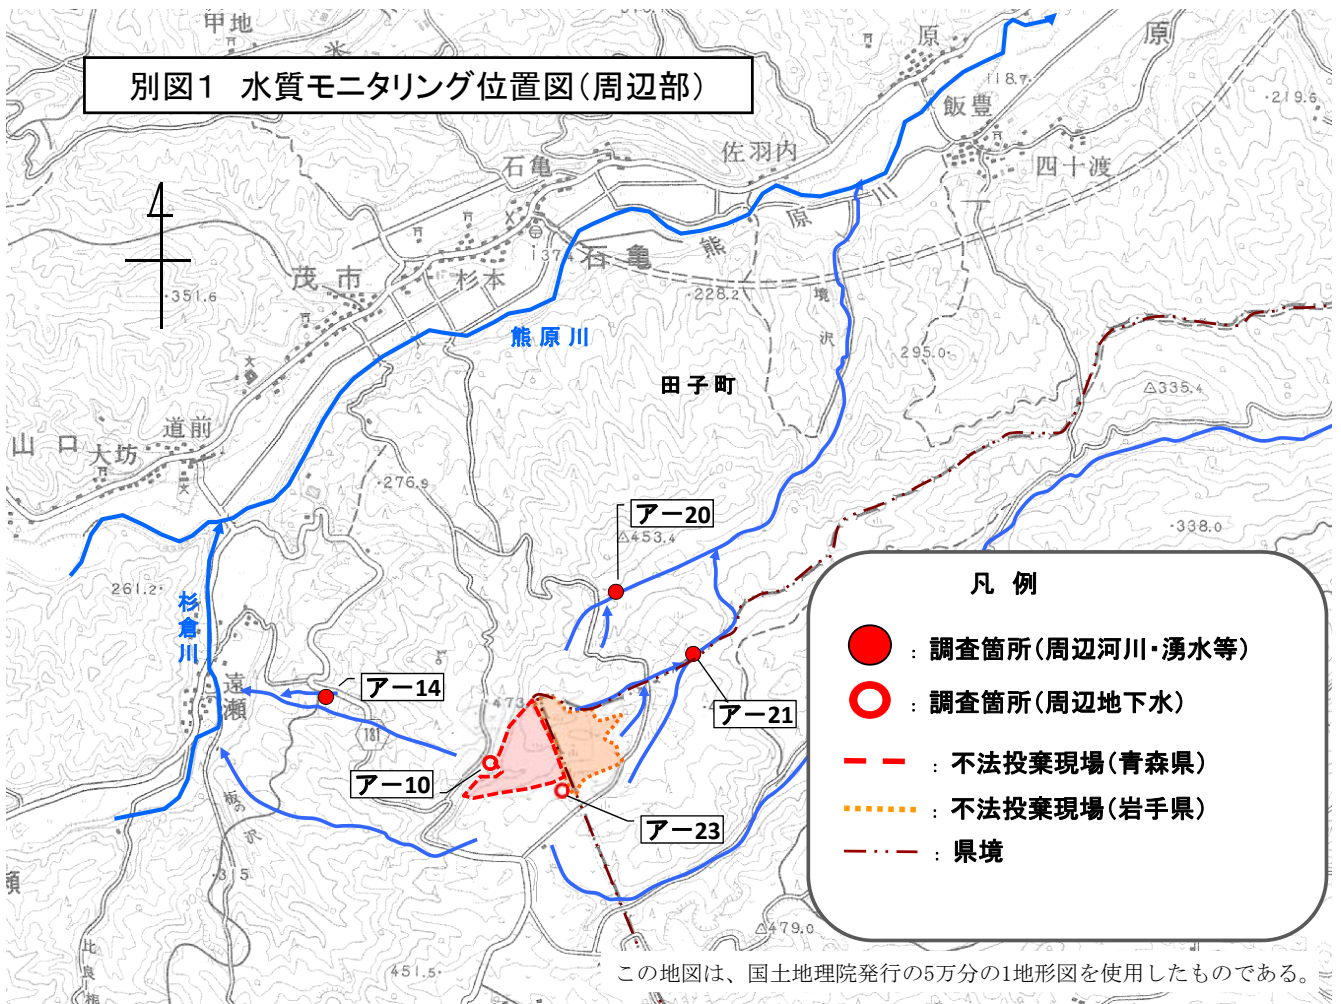 甲地
米
原
原
別図1 水質モニタリング位置図(周辺部)
118.7
219.6
飯豊
佐羽内
四十渡
石亀
原
川
熊
137.4
石亀
茂市
杉本
351.6
228.2
境
沢
熊原川
295.0
田子町
335.4
道前
山口
大坊
276.9
アー20
453.4
338.0
261.2
杉倉川
凡 例
:調査箇所(周辺河川・湧水等)
:調査箇所(周辺地下水)
:不法投棄現場(青森県)
:不法投棄現場(岩手県)
:県境
遠瀬
アー14
473
アー21
181
アー10
アー23
板の沢
315
瀬
479.0
比良
451.5
この地図は、国土地理院発行の5万分の1地形図を使用したものである。